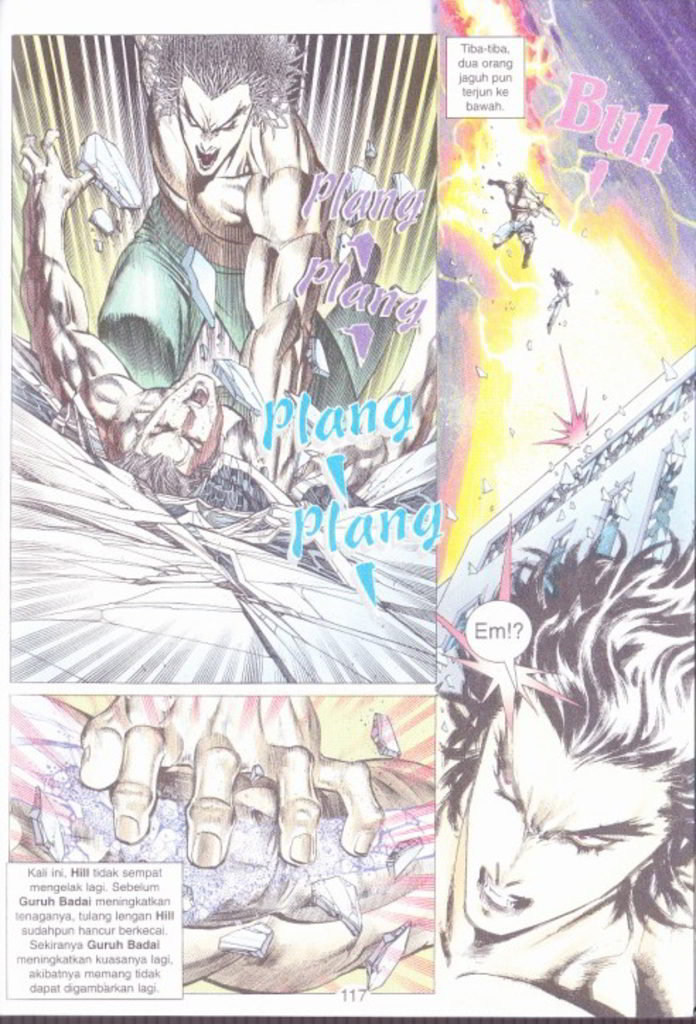 Plang
Plang
Plang
Plang
Kali ini, Hill tidak sempat
mengelak lagi. Sebelum
Guruh Badai meningkatkan
tenaganya, tulang lengan Hill
sudahpun hancur berkecai.
Sekiranya Guruh Badai
meningkatkan kuasanya lagi,
akibatnya memang tidak
dapat digambarkan lagi.
Tiba-tiba,
dua orang
jaguh pun
terjun ke
bawah.
Buh
Em!?
117